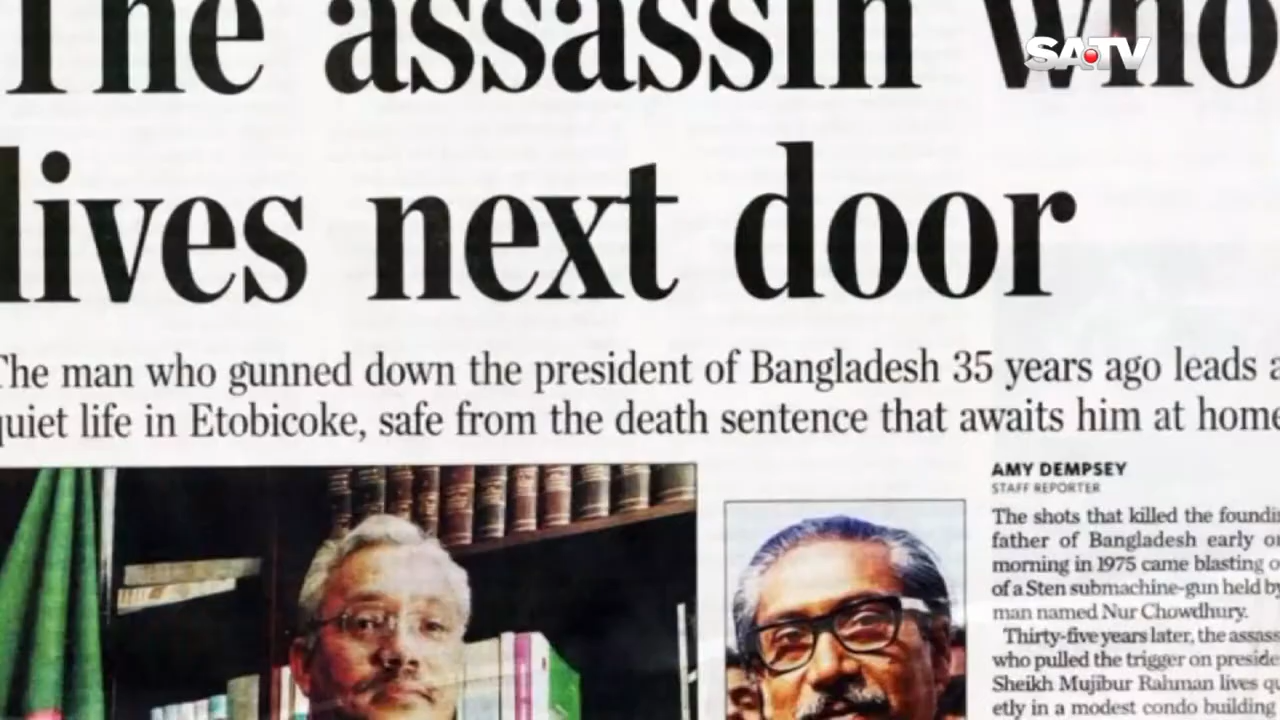 The assassin who
SATV
lives next door
The man who gunned down the president of Bangladesh 35 years ago leads a
quiet life in Etobicoke, safe from the death sentence that awaits him at home
AMY DEMPSEY
STAFF REPORTER
The shots that killed the foundin
father of Bangladesh early on
morning in 1975 came blasting o
of a Sten submachine-gun held by
man named Nur Chowdhury.
Thirty-five years later, the assass
who pulled the trigger on preside
Sheikh Mujibur Rahman lives qu
etly in a modest condo building